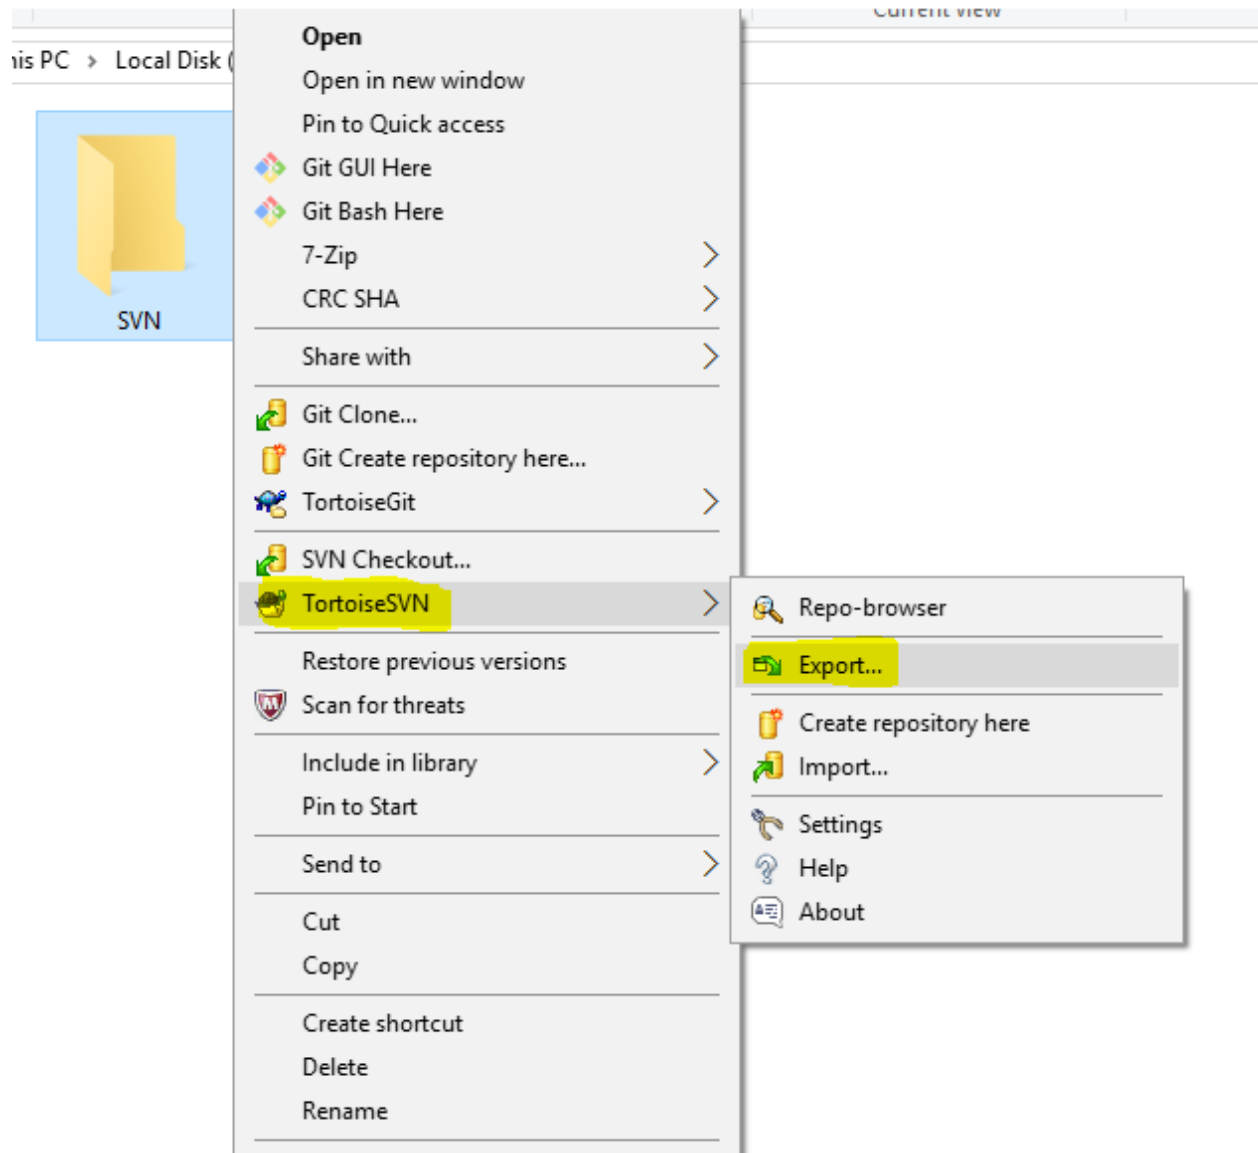 Current view
his PC > Local Disk (
SVN
Open
Open in new window
Pin to Quick access
Git GUI Here
Git Bash Here
7-Zip
CRC SHA
Share with
Git Clone...
Git Create repository here...
TortoiseGit
SVN Checkout...
TortoiseSVN
Restore previous versions
Scan for threats
Include in library
Pin to Start
Send to
Cut
Copy
Create shortcut
Delete
Rename
Repo-browser
Export...
Create repository here
Import...
Settings
Help
About